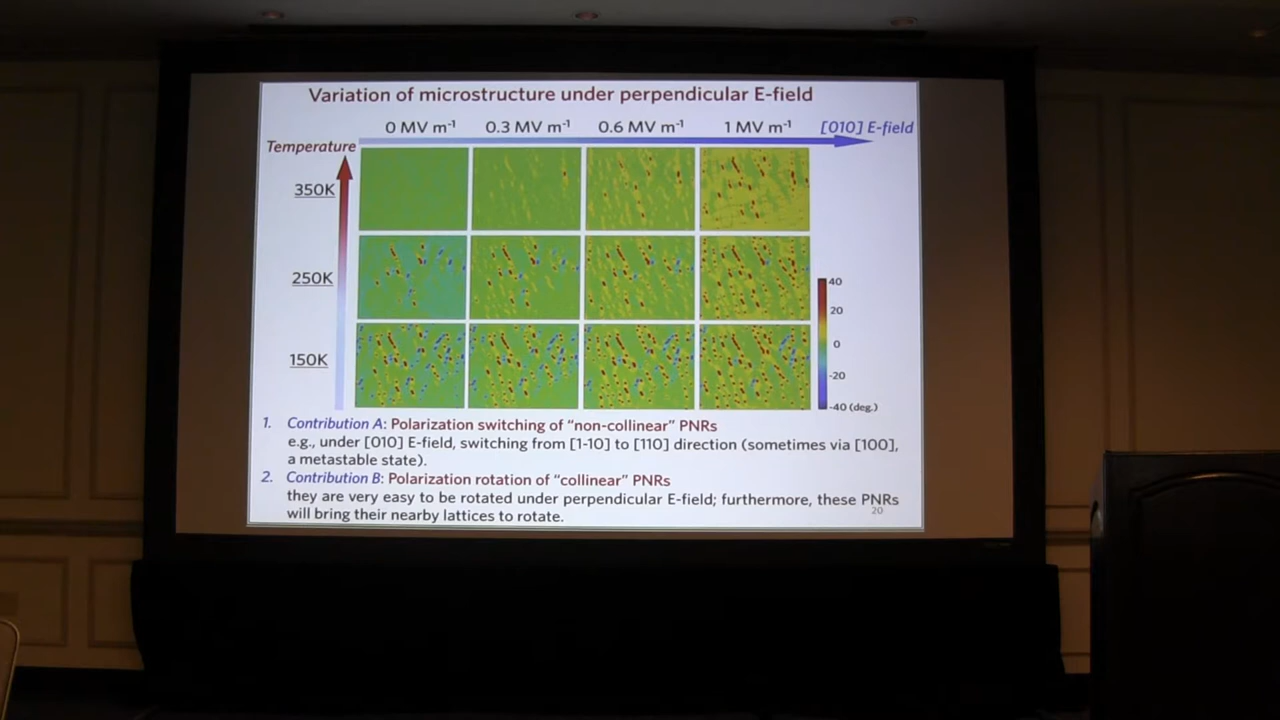 Variation of microstructure under perpendicular E-field
0 MV m-1 0.3 MV m-1 0.6 MV m-1 1 MV m-1 [010] E-field
Temperature
350K
250K
150K
40
20
0
-20
-40 (deg.)
1. Contribution A: Polarization switching of "non-collinear" PNRs
e.g., under [010] E-field, switching from [1-10] to [110] direction (sometimes via [100],
a metastable state).
2. Contribution B: Polarization rotation of "collinear" PNRs
they are very easy to be rotated under perpendicular E-field; furthermore, these PNRs
will bring their nearby lattices to rotate.
20